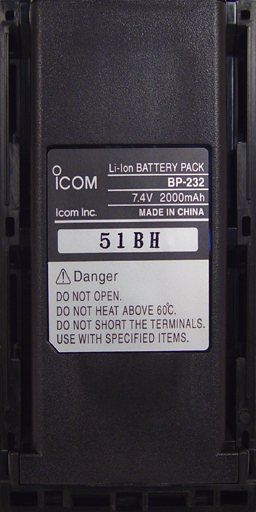 Li-Ion BATTERY PACK
ICOM
BP-232
7.4V 2000mAh
Icom Inc.
MADE IN CHINA
51BH
Danger
DO NOT OPEN.
DO NOT HEAT ABOVE 60°C.
DO NOT SHORT THE TERMINALS.
USE WITH SPECIFIED ITEMS.